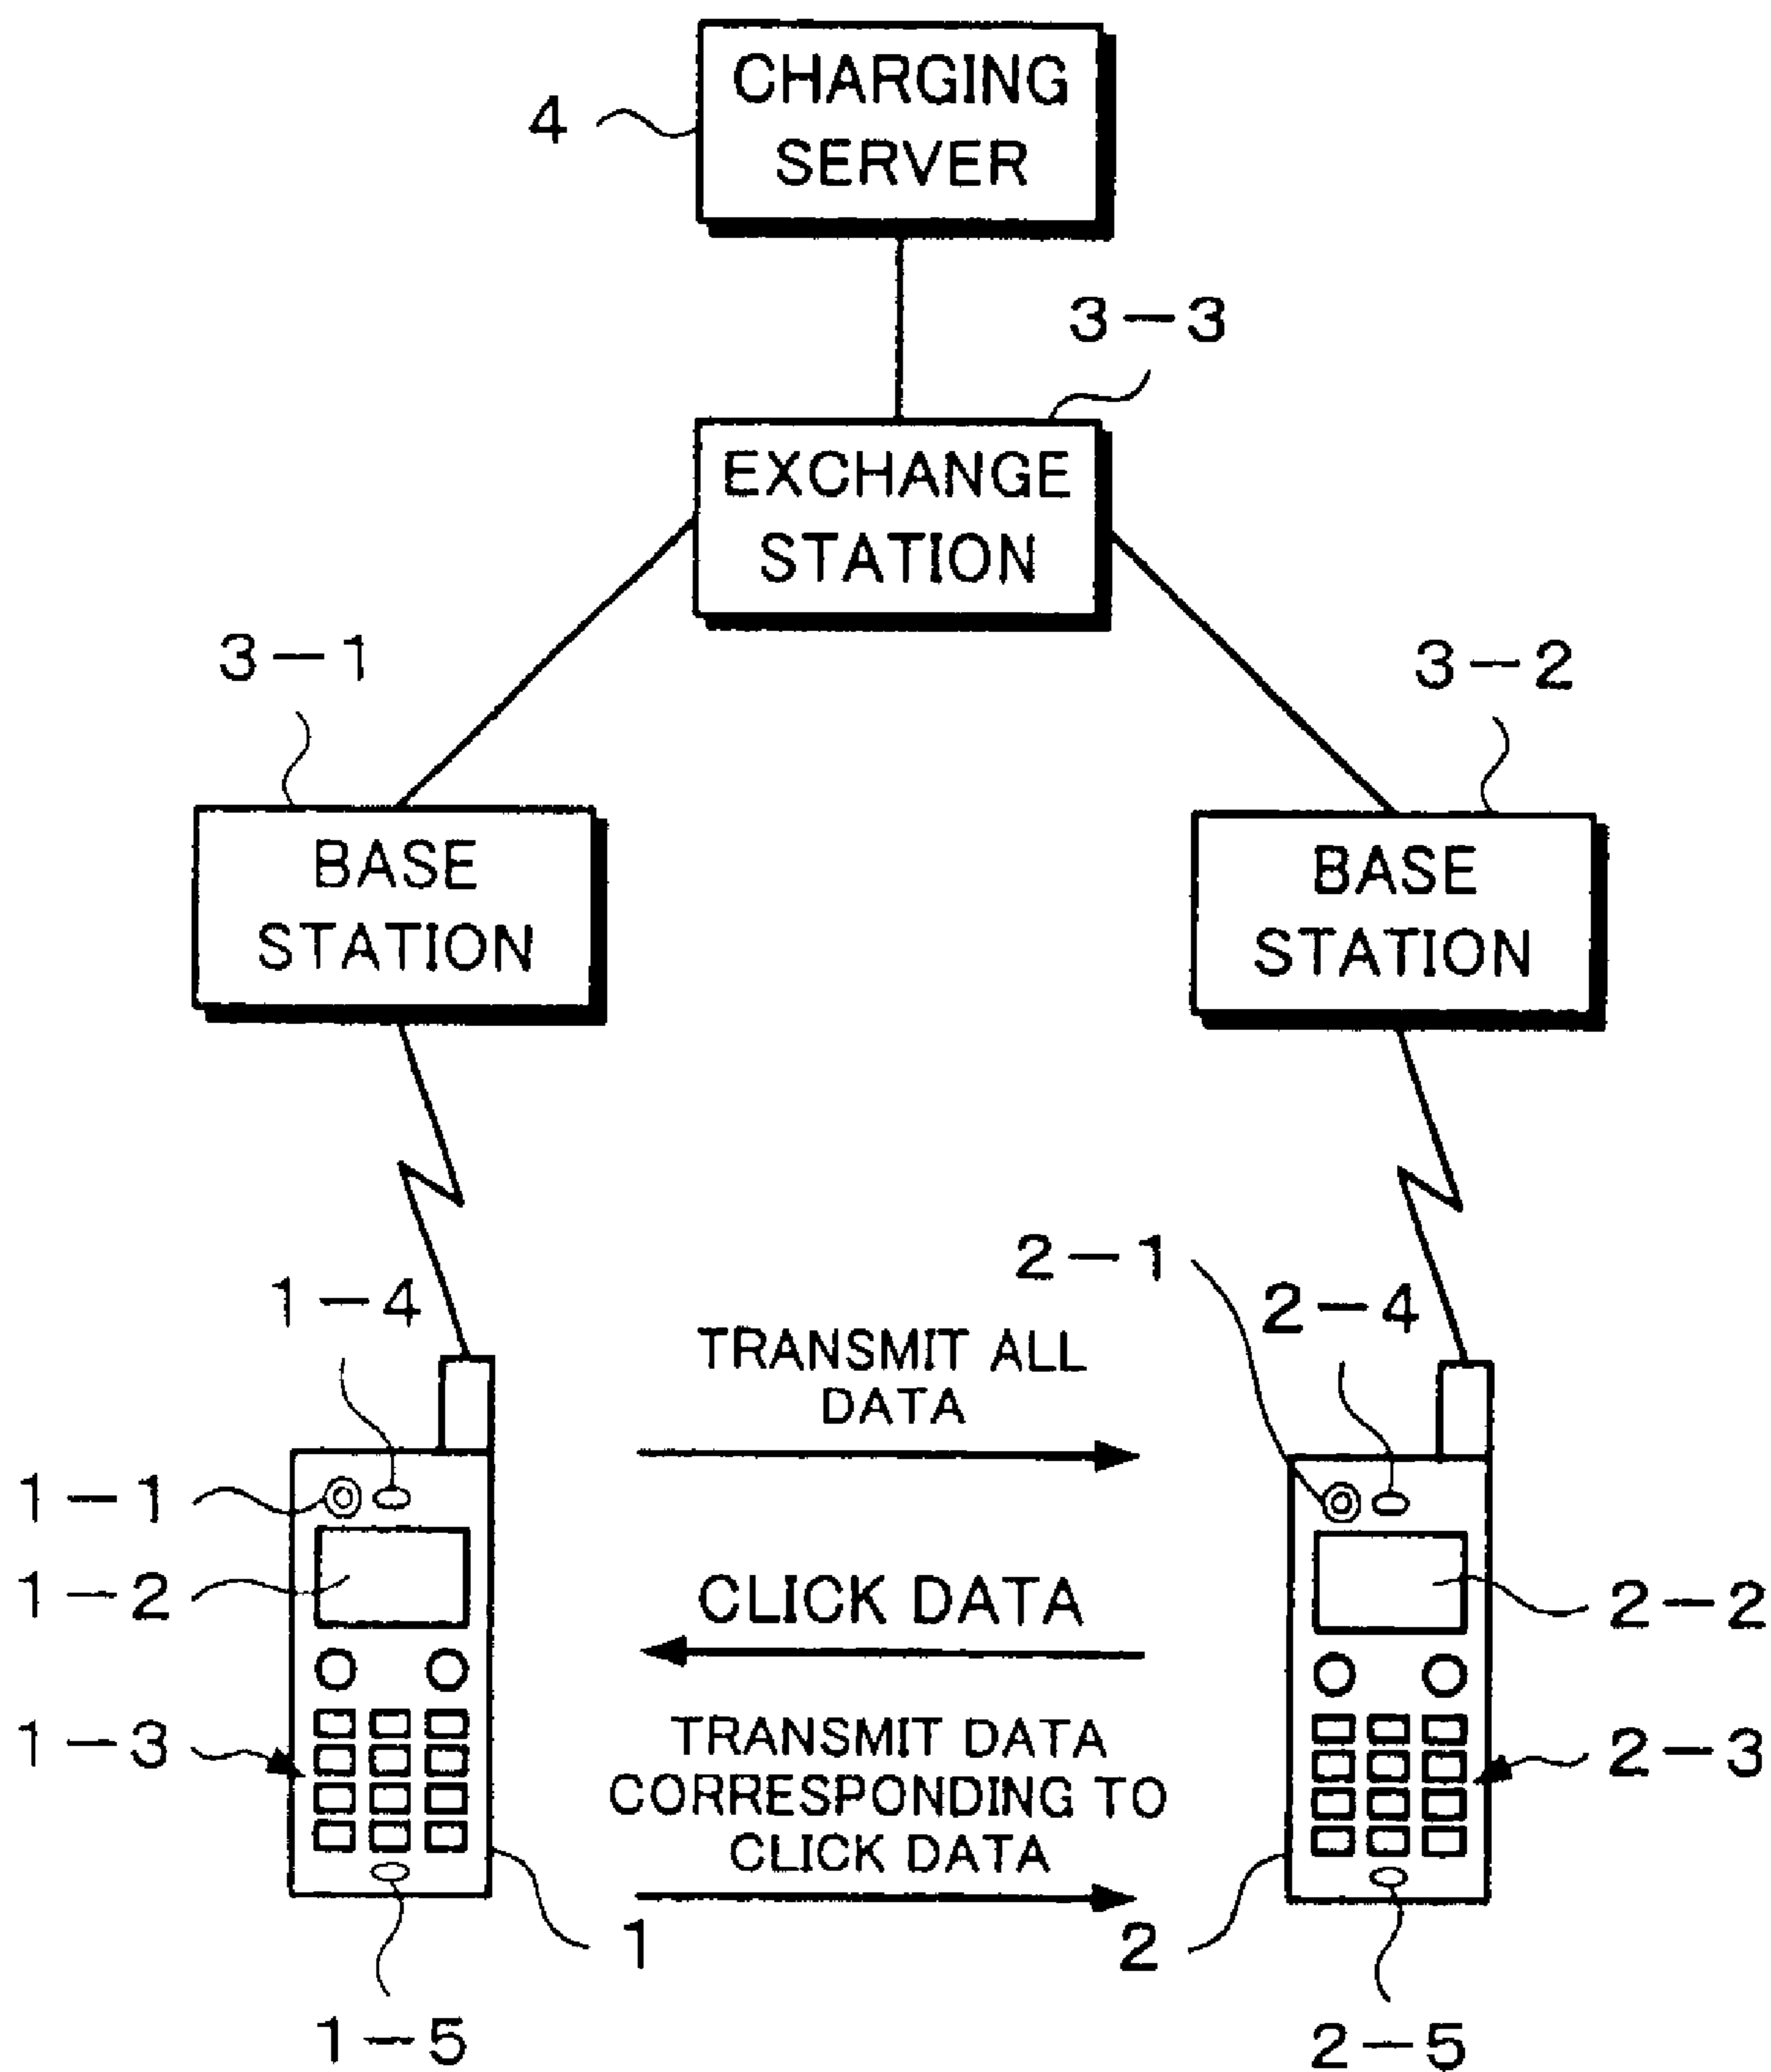 CHARGING
SERVER
4
3-3
EXCHANGE
STATION
3-1
3-2
BASE
STATION
BASE
STATION
2-1
1-4
2-4
TRANSMIT ALL
DATA
1-1
1-2
CLICK DATA
2-2
1-3
TRANSMIT DATA
CORRESPONDING TO
CLICK DATA
2-3
1
2
1-5
2-5